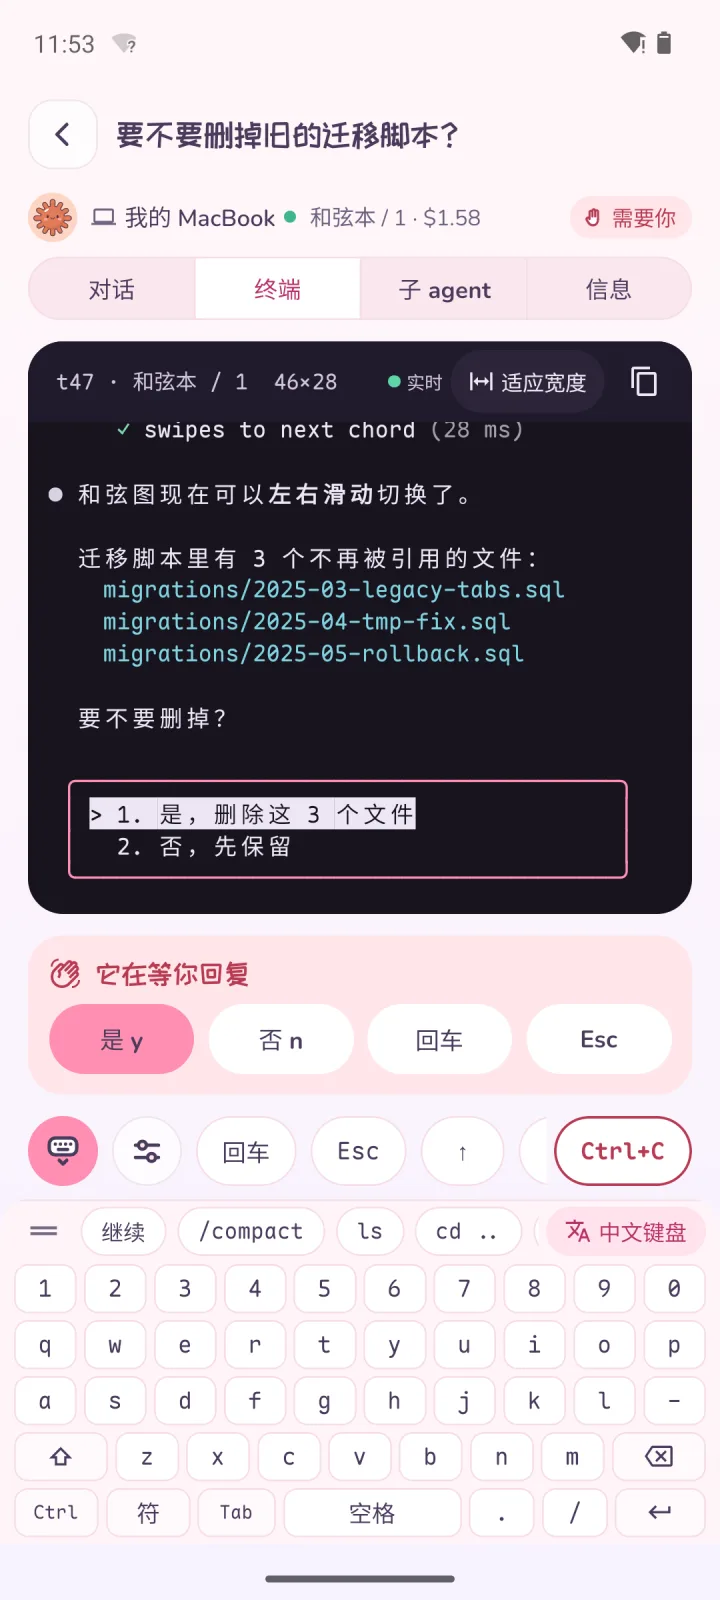 11:53
要不要删掉旧的迁移脚本？
我的 MacBook 和弦本 / 1 · $1.58 需要你
对话 终端 子 agent 信息
t47 · 和弦本 / 1 46×28 实时 适应宽度
✓ swipes to next chord (28 ms)
和弦图现在可以左右滑动切换了。
迁移脚本里有 3 个不再被引用的文件：
migrations/2025-03-legacy-tabs.sql
migrations/2025-04-tmp-fix.sql
migrations/2025-05-rollback.sql
要不要删掉？
> 1. 是，删除这 3 个文件
2. 否，先保留
它在等你回复
是 y 否 n 回车 Esc
回车 Esc ↑ Ctrl+C
继续 /compact ls cd .. 中文键盘
1 2 3 4 5 6 7 8 9 0
q w e r t y u i o p
a s d f g h j k l -
z x c v b n m
Ctrl 符 Tab 空格 . /